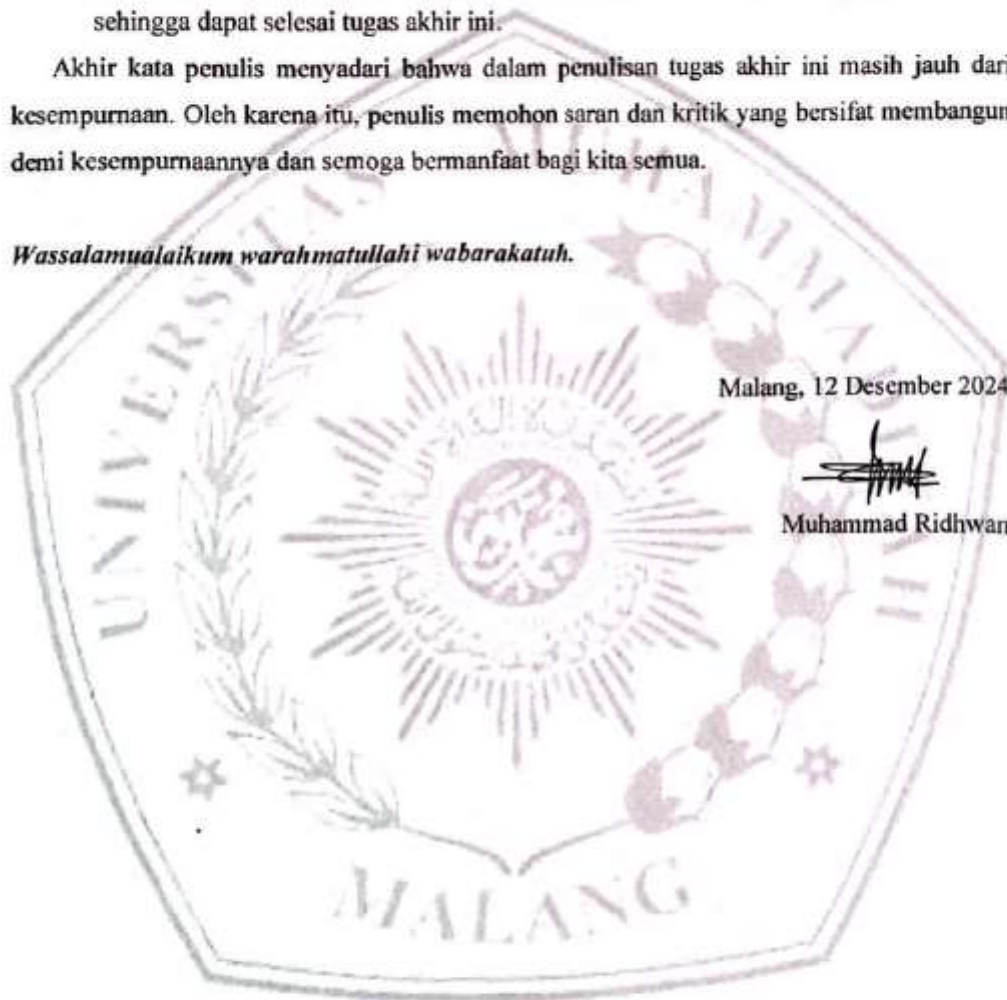 sehingga dapat selesai tugas akhir ini.
Akhir kata penulis menyadari bahwa dalam penulisan tugas akhir ini masih jauh dari
kesempurnaan. Oleh karena itu, penulis memohon saran dan kritik yang bersifat membangun
demi kesempurnaannya dan semoga bermanfaat bagi kita semua.
Wassalamualaikum warahmatullahi wabarakatuh.
Malang, 12 Desember 2024
Muhammad Ridhwan
UNIVERSITAS MUHAMMADIYAH
MALANG